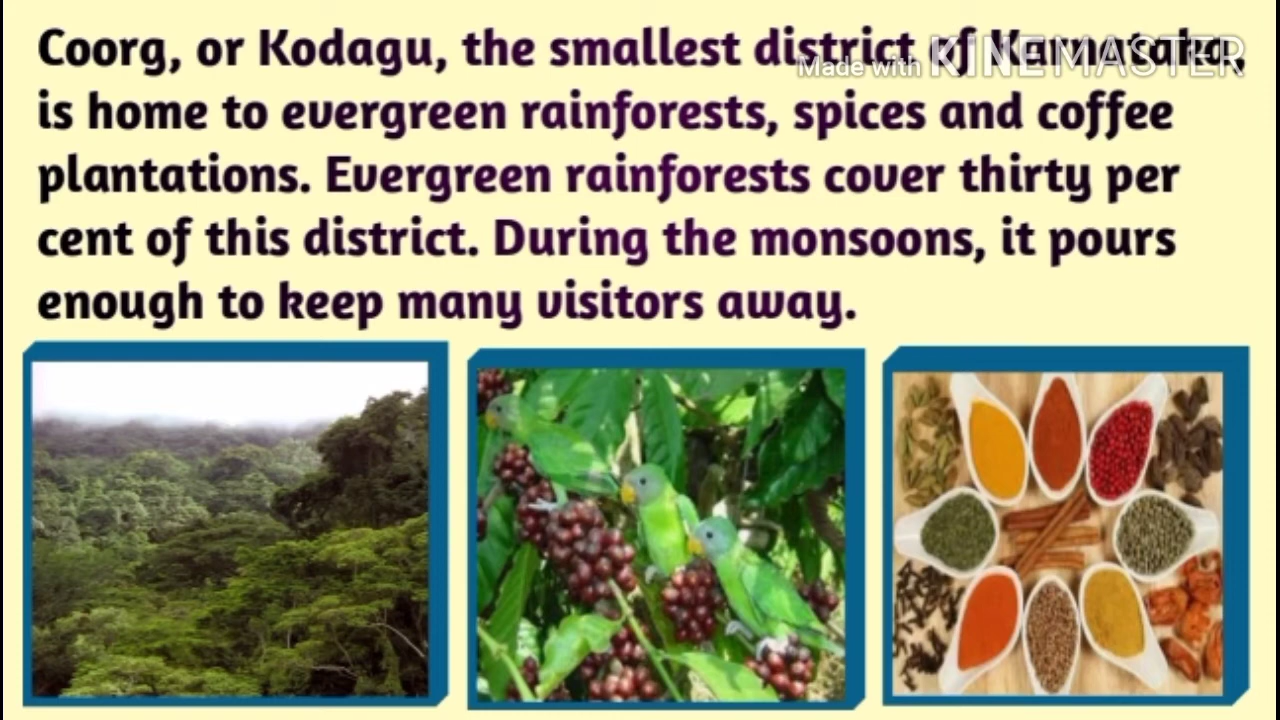 Coorg, or Kodagu, the smallest district of Karnataka,
is home to evergreen rainforests, spices and coffee
plantations. Evergreen rainforests cover thirty per
cent of this district. During the monsoons, it pours
enough to keep many visitors away.
Made with KINEMASTER